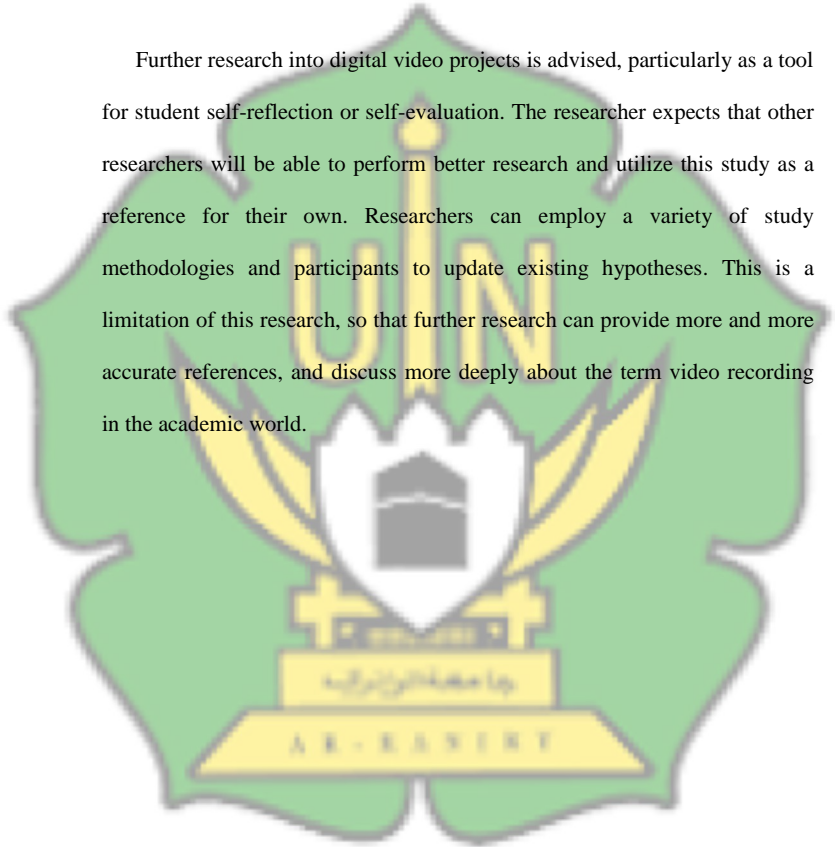 Further research into digital video projects is advised, particularly as a tool
for student self-reflection or self-evaluation. The researcher expects that other
researchers will be able to perform better research and utilize this study as a
reference for their own. Researchers can employ a variety of study
methodologies and participants to update existing hypotheses. This is a
limitation of this research, so that further research can provide more and more
accurate references, and discuss more deeply about the term video recording
in the academic world.
UIN
جامعة الرانيري
AR-RANIRY